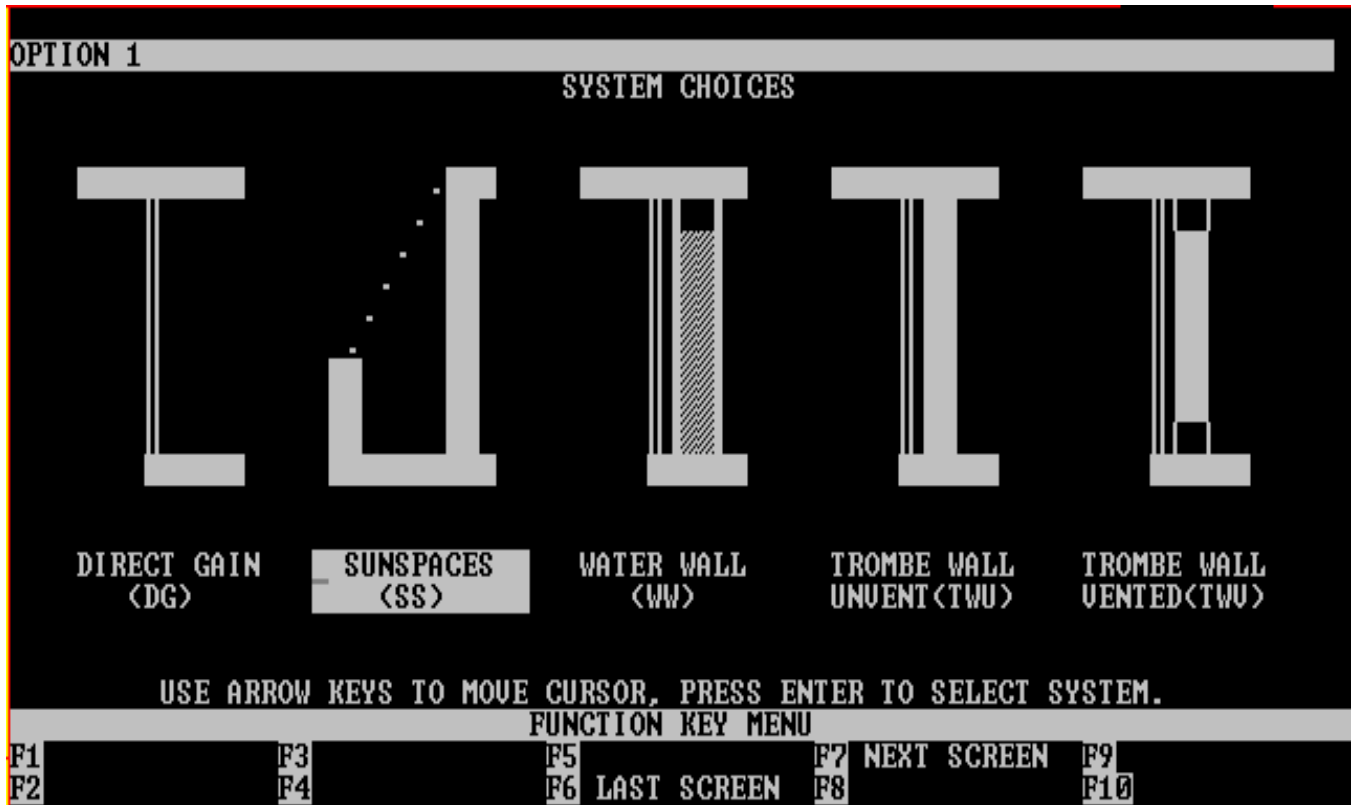 OPTION 1
SYSTEM CHOICES
DIRECT GAIN SUNSPACES WATER WALL TROMBE WALL TROMBE WALL
(DG) (SS) (WW) UNVENT(TWU) VENTED(TWV)
USE ARROW KEYS TO MOVE CURSOR, PRESS ENTER TO SELECT SYSTEM.
FUNCTION KEY MENU
F1 F3 F5 F7 NEXT SCREEN F9
F2 F4 F6 LAST SCREEN F8 F10